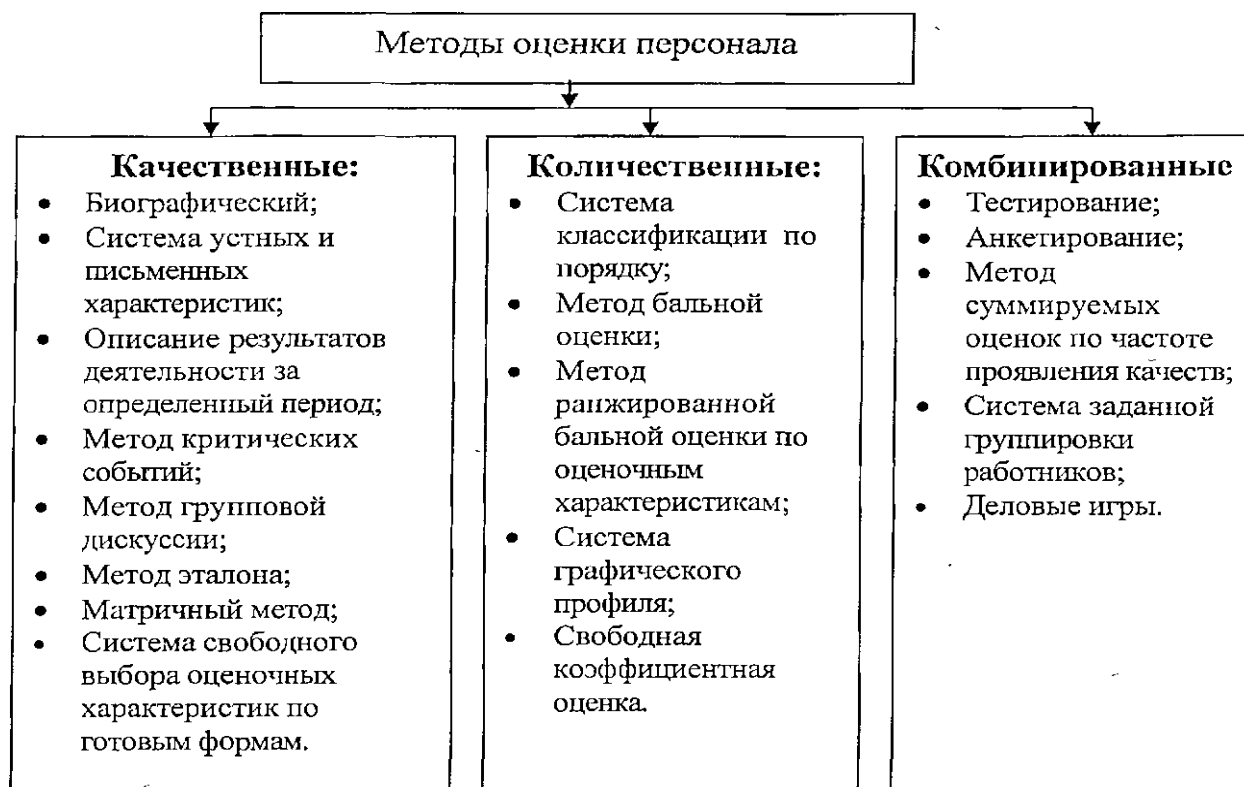 Методы оценки персонала
Качественные:
• Биографический;
• Система устных и
письменных
характеристик;
• Описание результатов
деятельности за
определенный период;
• Метод критических
событий;
• Метод групповой
дискуссии;
• Метод эталона;
• Матричный метод;
• Система свободного
выбора оценочных
характеристик по
готовым формам.
Количественные:
• Система
классификации по
порядку;
• Метод бальной
оценки;
• Метод
ранжированной
бальной оценки по
оценочным
характеристикам;
• Система
графического
профиля;
• Свободная
коэффициентная
оценка.
Комбинированные
• Тестирование;
• Анкетирование;
• Метод
суммируемых
оценок по частоте
проявления качеств;
• Система заданной
группировки
работников;
• Деловые игры.